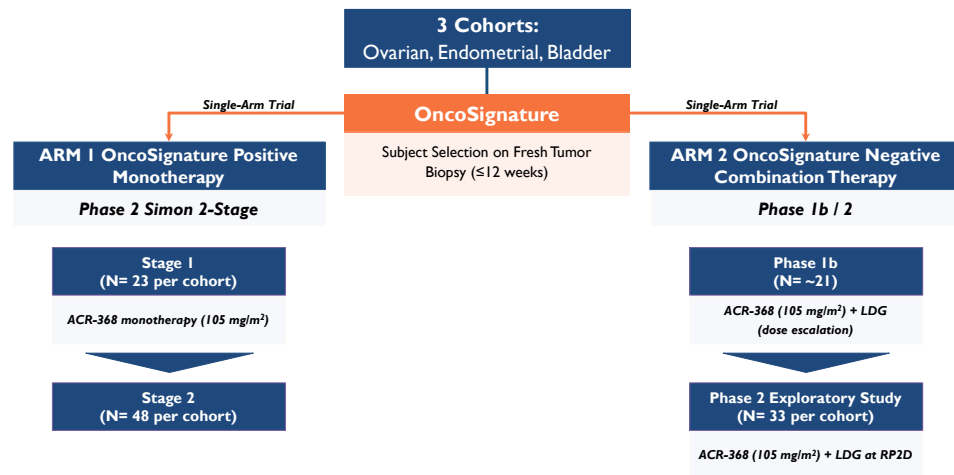 3 Cohorts:
Ovarian, Endometrial, Bladder
Single-Arm Trial
OncoSignature
Single-Arm Trial
Subject Selection on Fresh Tumor
Biopsy (≤12 weeks)
ARM 1 OncoSignature Positive
Monotherapy
Phase 2 Simon 2-Stage
Stage 1
(N= 23 per cohort)
ACR-368 monotherapy (105 mg/m²)
Stage 2
(N= 48 per cohort)
ARM 2 OncoSignature Negative
Combination Therapy
Phase 1b / 2
Phase 1b
(N= ~21)
ACR-368 (105 mg/m²) + LDG
(dose escalation)
Phase 2 Exploratory Study
(N= 33 per cohort)
ACR-368 (105 mg/m²) + LDG at RP2D